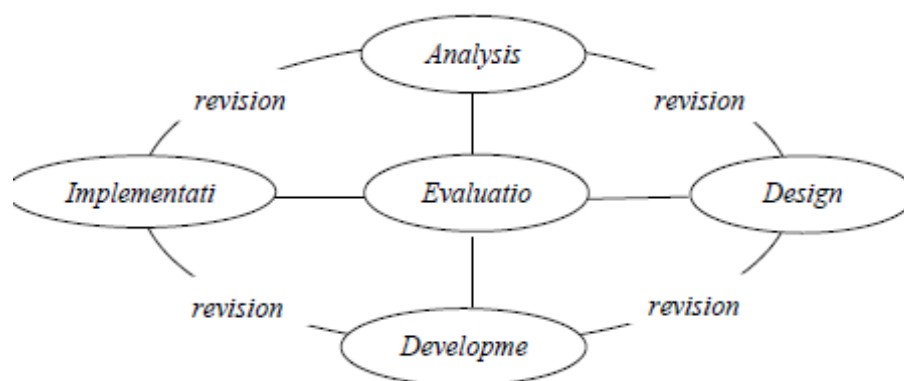 Analysis
revision
revision
Implementati
Evaluatio
Design
revision
revision
Developme